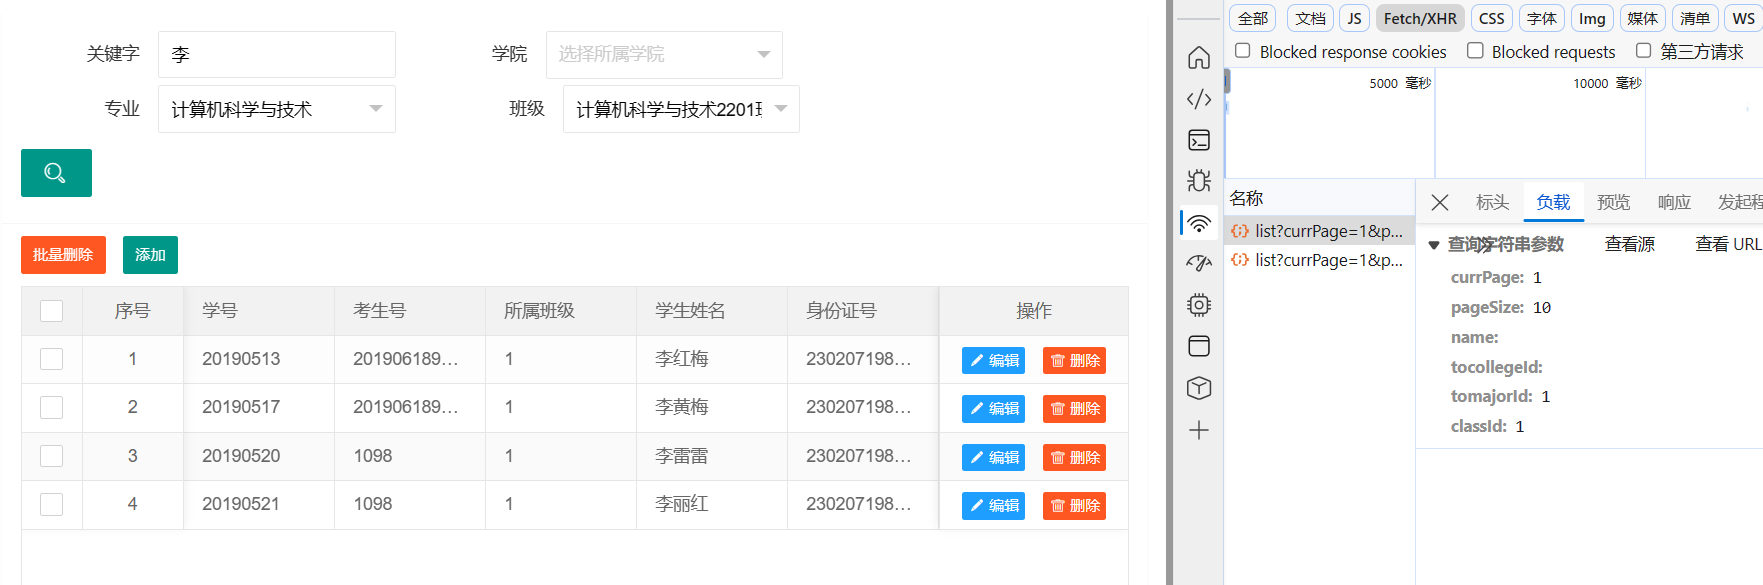 关键字 李 学院 选择所属学院
专业 计算机科学与技术 班级 计算机科学与技术2201
批量删除 添加
序号 学号 考生号 所属班级 学生姓名 身份证号 操作
1 20190513 201906189... 1 李红梅 230207198... 编辑 删除
2 20190517 201906189... 1 李黄梅 230207198... 编辑 删除
3 20190520 1098 1 李雷雷 230207198... 编辑 删除
4 20190521 1098 1 李丽红 230207198... 编辑 删除
全部 文档 JS Fetch/XHR CSS 字体 Img 媒体 清单 WS
Blocked response cookies Blocked requests 第三方请求
5000 毫秒 10000 毫秒
名称
list?currPage=1&p...
list?currPage=1&p...
标头 负载 预览 响应 发起程
查询字符串参数 查看源 查看 URL
currPage: 1
pageSize: 10
name:
tocollegeId:
tomajorId: 1
classId: 1